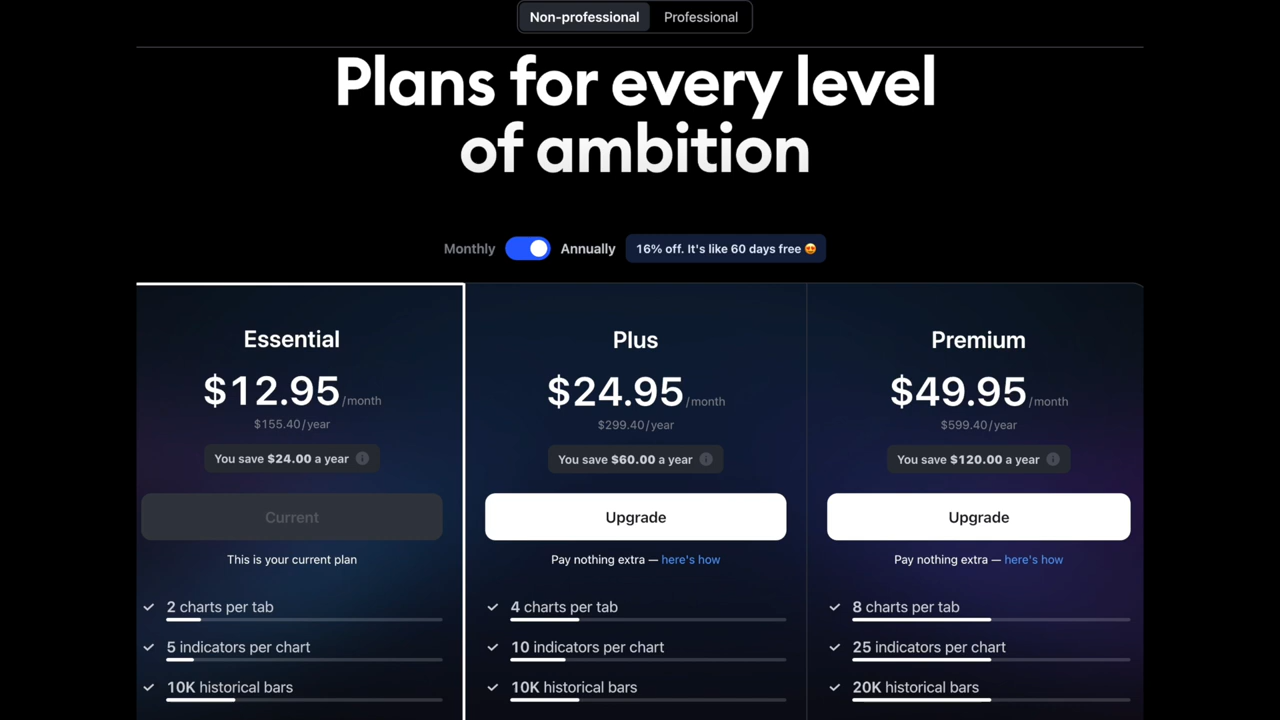 Non-professional Professional
Plans for every level
of ambition
Monthly Annually 16% off. It's like 60 days free 😍
Essential
$12.95/month
$155.40/year
You save $24.00 a year
Current
This is your current plan
2 charts per tab
5 indicators per chart
10K historical bars
Plus
$24.95/month
$299.40/year
You save $60.00 a year
Upgrade
Pay nothing extra — here's how
4 charts per tab
10 indicators per chart
10K historical bars
Premium
$49.95/month
$599.40/year
You save $120.00 a year
Upgrade
Pay nothing extra — here's how
8 charts per tab
25 indicators per chart
20K historical bars